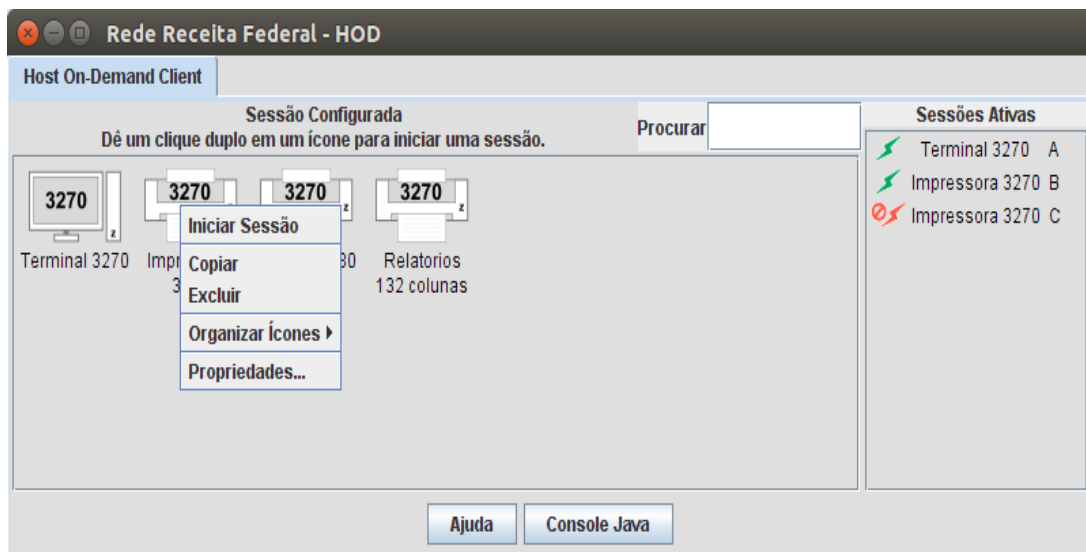 Rede Receita Federal - HOD
Host On-Demand Client
Sessão Configurada
Dê um clique duplo em um ícone para iniciar uma sessão.
Procurar
Sessões Ativas
Terminal 3270 A
Impressora 3270 B
Impressora 3270 C
3270
z
Terminal 3270
3270
3270
z
3270
z
Relatorios
132 colunas
Iniciar Sessão
Copiar
Excluir
Organizar Ícones
Propriedades...
Ajuda
Console Java